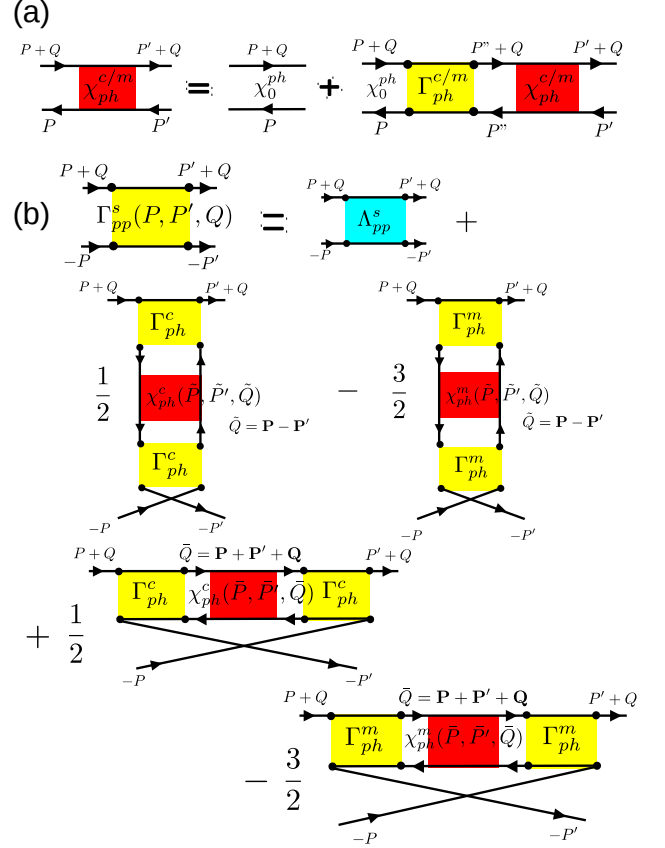 (a)
P+Q P′+Q P+Q P+Q P"+Q P′+Q
χ_{ph}^{c/m} = χ_0^{ph} + χ_0^{ph} Γ_{ph}^{c/m} χ_{ph}^{c/m}
P P′ P P P" P′
P+Q P′+Q P+Q P′+Q
(b) Γ_{pp}^{s}(P, P′, Q) = Λ_{pp}^{s} +
−P −P′ −P −P′
P+Q P′+Q P+Q P′+Q
Γ_{ph}^{c} Γ_{ph}^{m}
1/2 χ_{ph}^{c}(P̃, P̃′, Q̃) − 3/2 χ_{ph}^{m}(P̃, P̃′, Q̃)
Q̃ = P − P′ Q̃ = P − P′
Γ_{ph}^{c} Γ_{ph}^{m}
−P −P′ −P −P′
P+Q Q̄ = P + P′ + Q P′+Q
Γ_{ph}^{c} χ_{ph}^{c}(P̄, P̄′, Q̄) Γ_{ph}^{c}
+ 1/2
−P −P′
P+Q Q̄ = P + P′ + Q P′+Q
Γ_{ph}^{m} χ_{ph}^{m}(P̄, P̄′, Q̄) Γ_{ph}^{m}
− 3/2
−P −P′